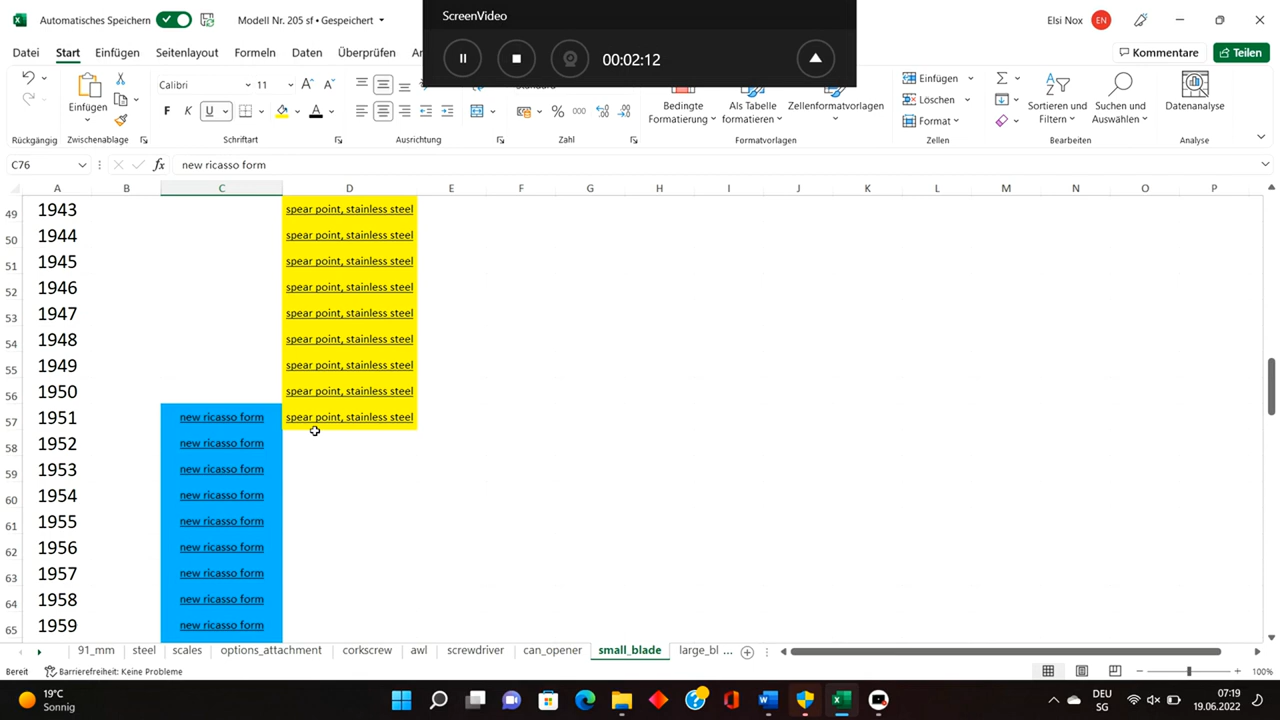 Automatisches Speichern
Modell Nr. 205 sf • Gespeichert
ScreenVideo
00:02:12
Elsi Nox
EN
Datei
Start
Einfügen
Seitenlayout
Formeln
Daten
Überprüfen
Kommentare
Teilen
Einfügen
Calibri
11
F
K
U
A
%
000
Bedingte
Formatierung
Als Tabelle
formatieren
Zellenformatvorlagen
Einfügen
Löschen
Format
Sortieren und
Filtern
Suchen und
Auswählen
Datenanalyse
Rückgängig
Zwischenablage
Schriftart
Ausrichtung
Zahl
Formatvorlagen
Zellen
Bearbeiten
Analyse
C76
fx
new ricasso form
A B C D E F G H I J K L M N O P
49 1943 spear point, stainless steel
50 1944 spear point, stainless steel
51 1945 spear point, stainless steel
52 1946 spear point, stainless steel
53 1947 spear point, stainless steel
54 1948 spear point, stainless steel
55 1949 spear point, stainless steel
56 1950 spear point, stainless steel
57 1951 new ricasso form spear point, stainless steel
58 1952 new ricasso form
59 1953 new ricasso form
60 1954 new ricasso form
61 1955 new ricasso form
62 1956 new ricasso form
63 1957 new ricasso form
64 1958 new ricasso form
65 1959 new ricasso form
91_mm steel scales options_attachment corkscrew awl screwdriver can_opener small_blade large_bl ...
Bereit
Barrierefreiheit: Keine Probleme
100%
19°C
Sonnig
DEU
SG
07:19
19.06.2022